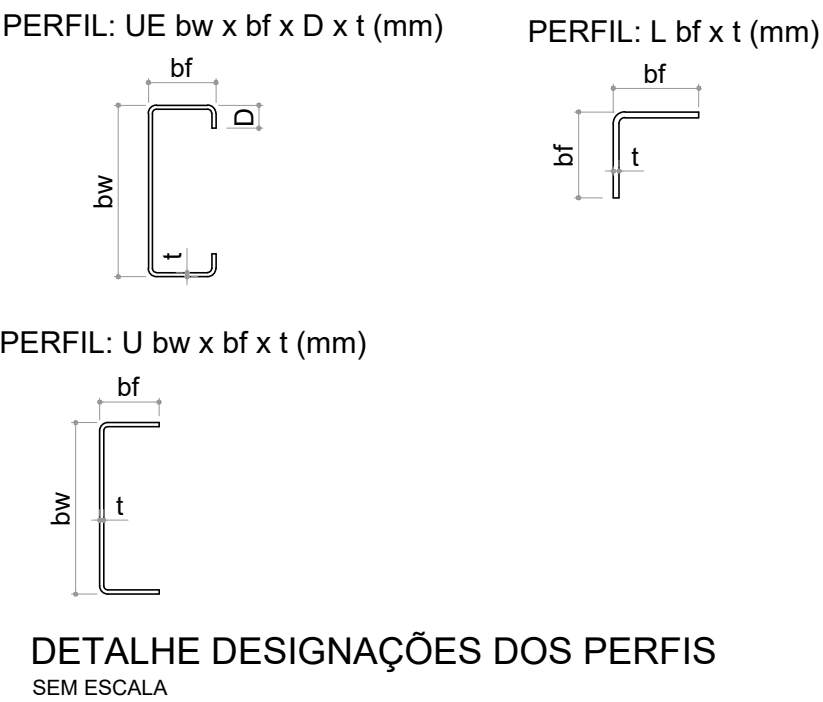 PERFIL: UE bw x bf x D x t (mm)
bf
D
bw
t
PERFIL: L bf x t (mm)
bf
bf
t
PERFIL: U bw x bf x t (mm)
bf
bw
t
DETALHE DESIGNAÇÕES DOS PERFIS
SEM ESCALA